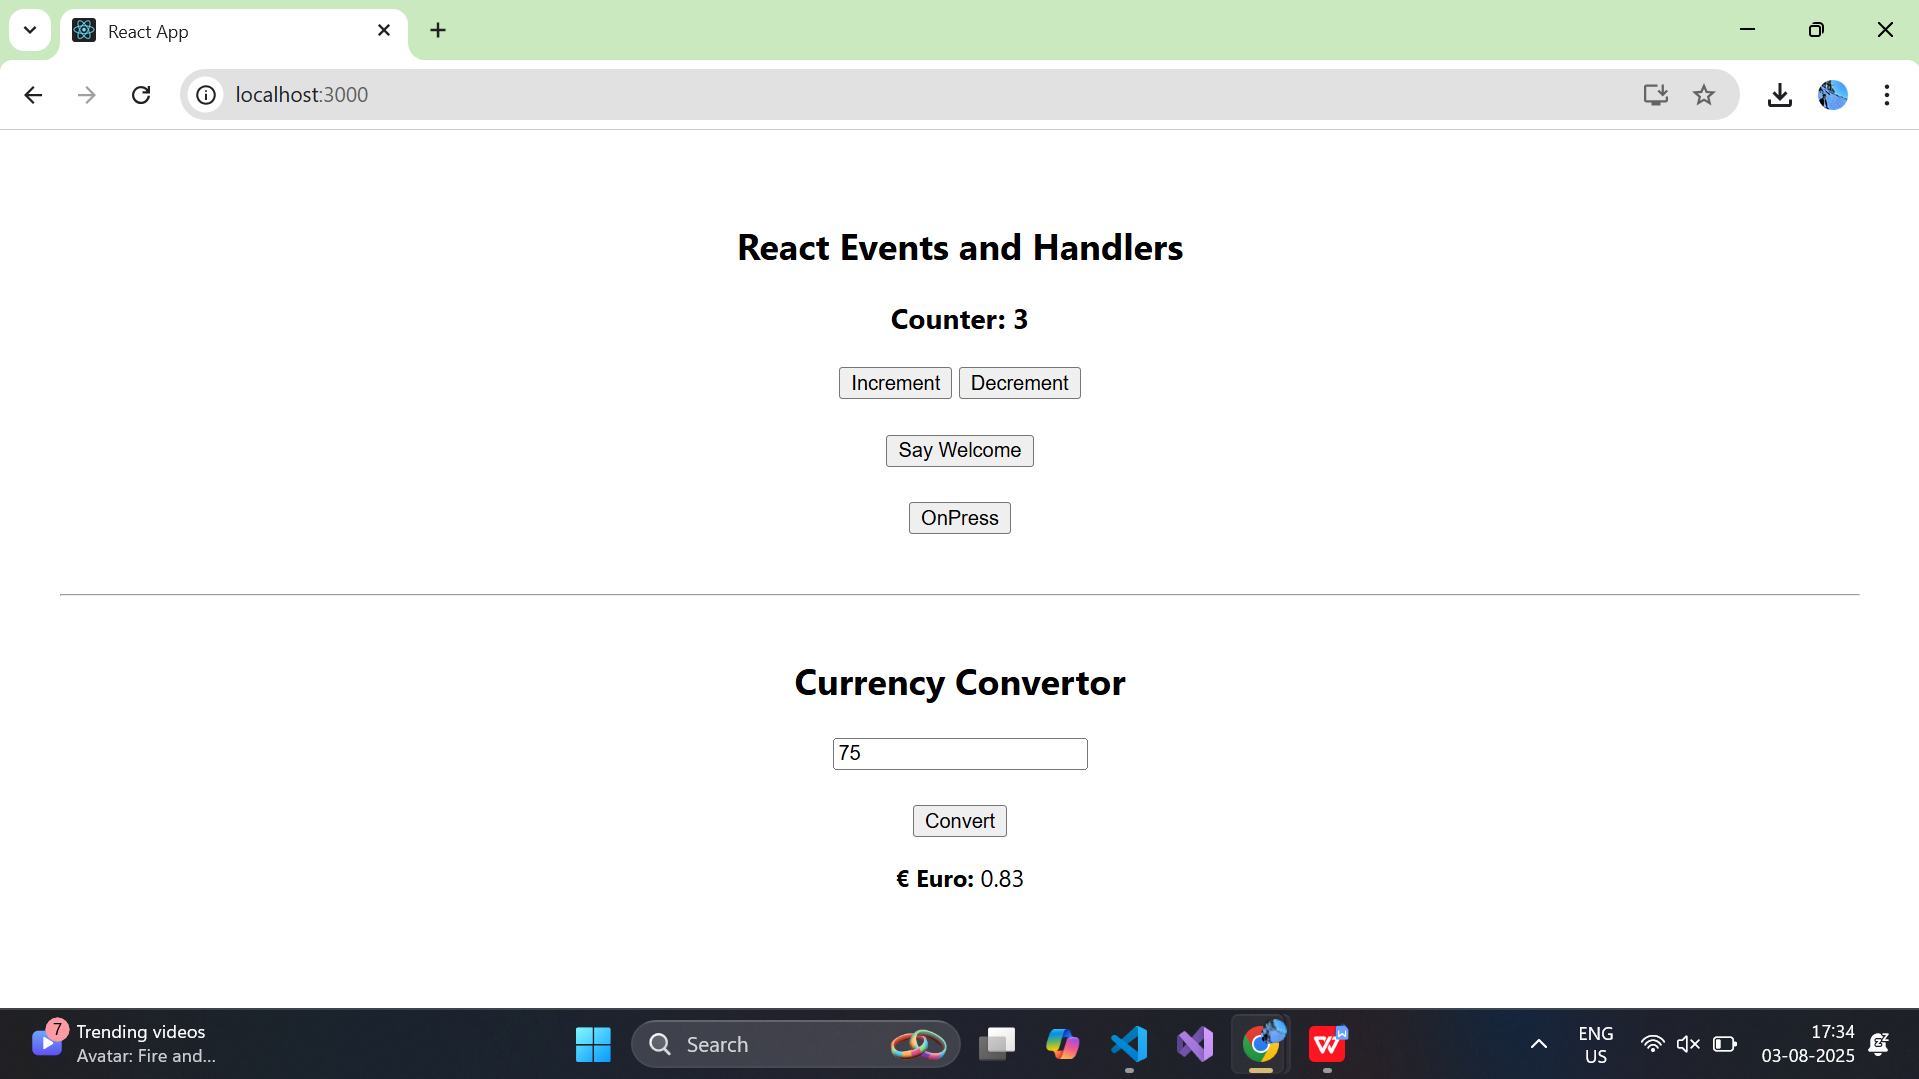 React App
localhost:3000
React Events and Handlers
Counter: 3
Increment Decrement
Say Welcome
OnPress
Currency Convertor
75
Convert
€ Euro: 0.83
7
Trending videos
Avatar: Fire and...
Search
ENG
US
17:34
03-08-2025